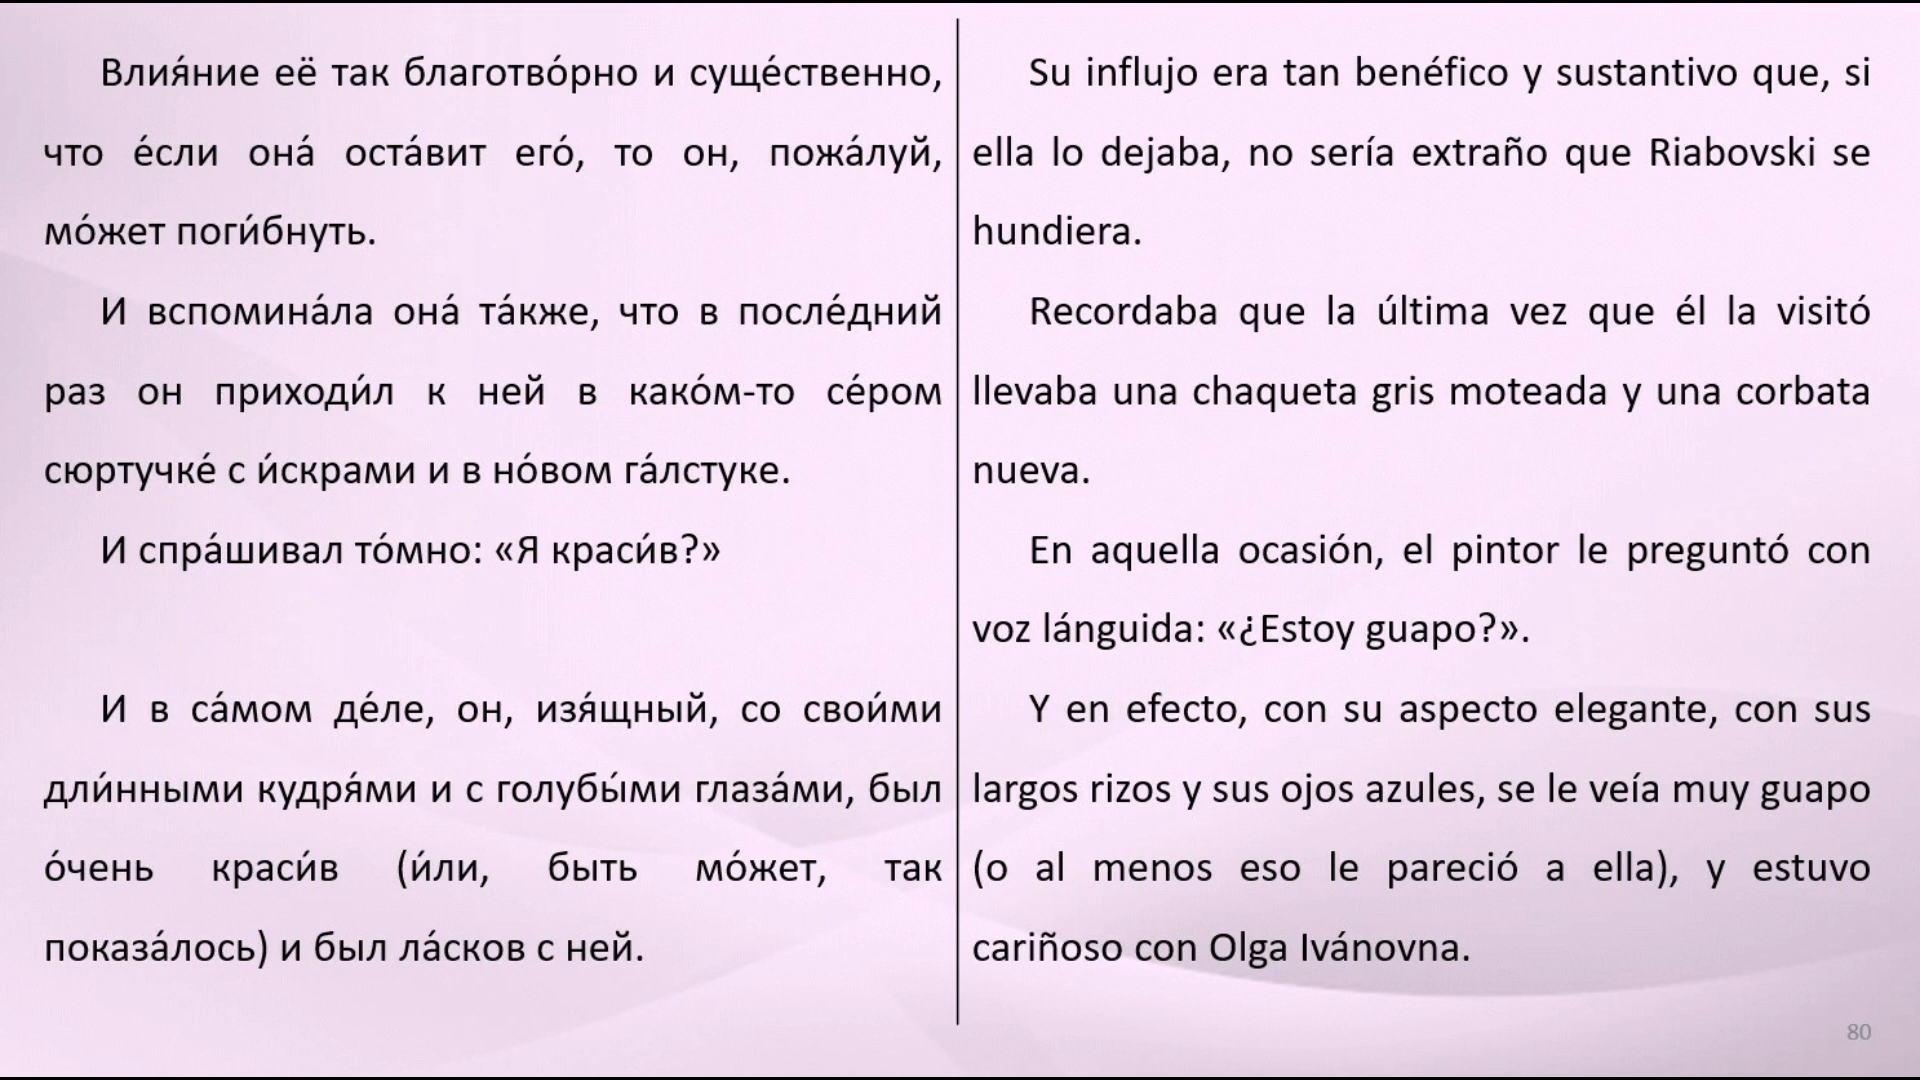 Влия́ние её так благотво́рно и суще́ственно,
что е́сли она́ оста́вит его́, то он, пожа́луй,
мо́жет поги́бнуть.
И вспомина́ла она́ та́кже, что в после́дний
раз он приходи́л к ней в како́м-то се́ром
сюртучке́ с и́скрами и в но́вом га́лстуке.
И спра́шивал то́мно: «Я краси́в?»
И в са́мом де́ле, он, изя́щный, со свои́ми
дли́нными кудря́ми и с голубы́ми глаза́ми, был
о́чень краси́в (и́ли, быть мо́жет, так
показа́лось) и был ла́сков с ней.
Su influjo era tan benéfico y sustantivo que, si
ella lo dejaba, no sería extraño que Riabovski se
hundiera.
Recordaba que la última vez que él la visitó
llevaba una chaqueta gris moteada y una corbata
nueva.
En aquella ocasión, el pintor le preguntó con
voz lánguida: «¿Estoy guapo?».
Y en efecto, con su aspecto elegante, con sus
largos rizos y sus ojos azules, se le veía muy guapo
(o al menos eso le pareció a ella), y estuvo
cariñoso con Olga Ivánovna.
80